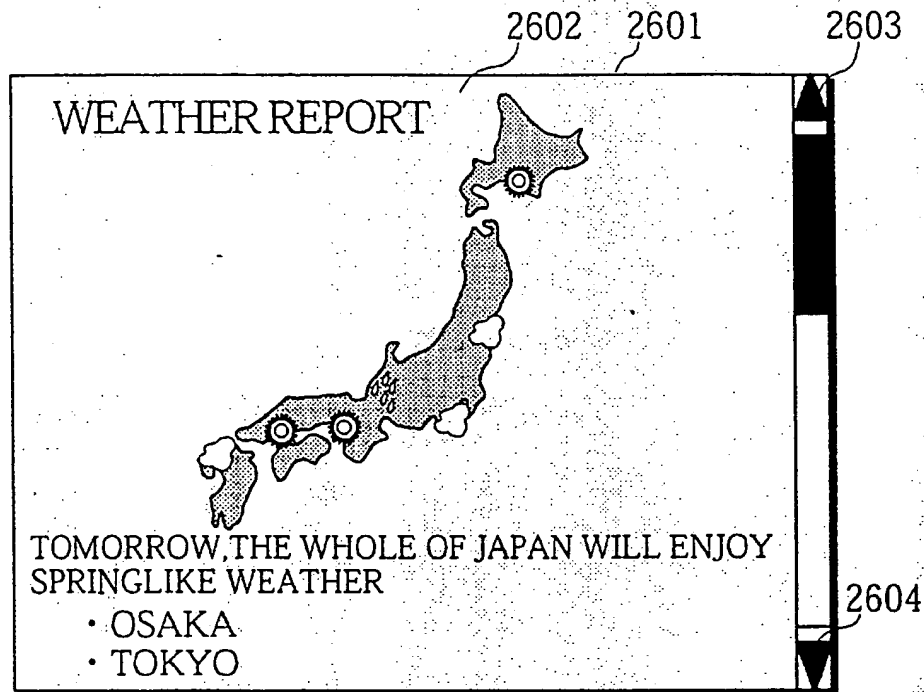 2602 2601 2603
WEATHER REPORT
TOMORROW,THE WHOLE OF JAPAN WILL ENJOY
SPRINGLIKE WEATHER
2604
・OSAKA
・TOKYO